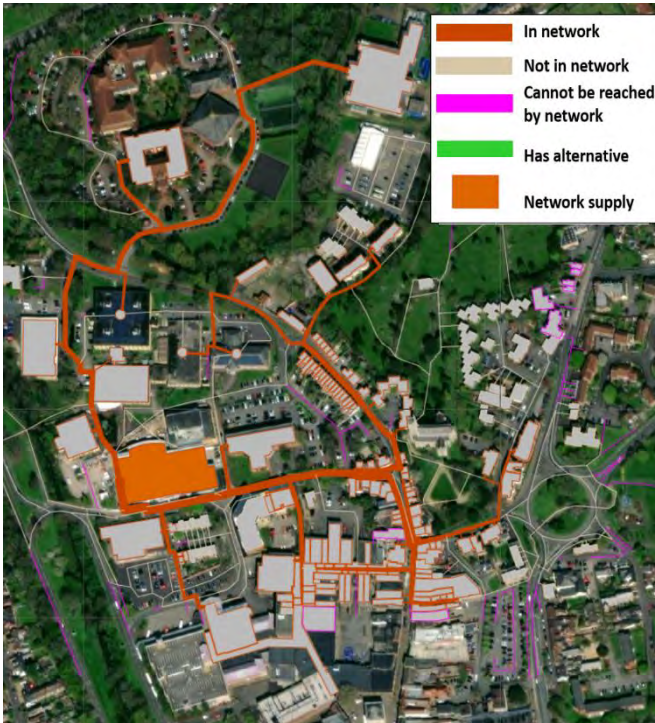 In network
Not in network
Cannot be reached
by network
Has alternative
Network supply